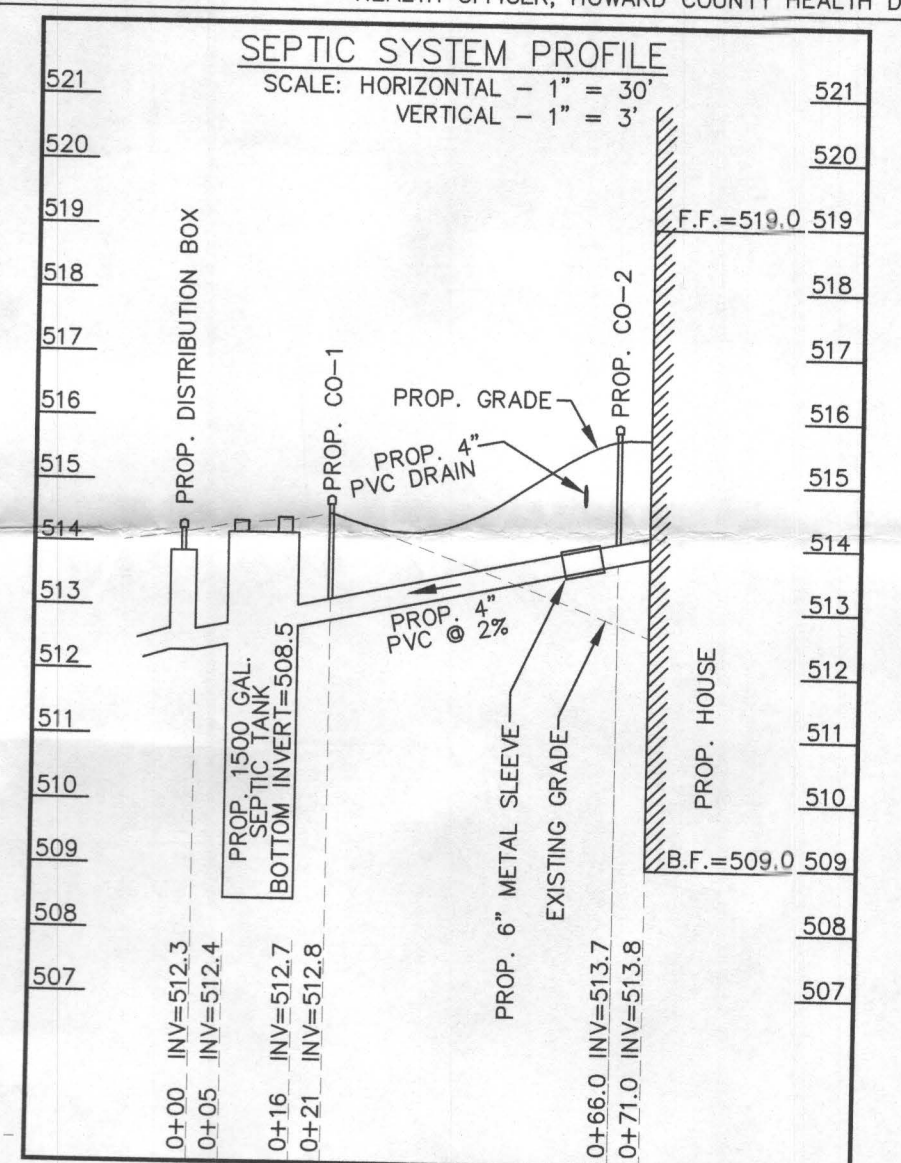 HEALTH OFFICER, HOWARD COUNTY HEALTH D
SEPTIC SYSTEM PROFILE
SCALE: HORIZONTAL - 1" = 30'
VERTICAL - 1" = 3'
521
520
519
518
517
516
515
514
513
512
511
510
509
508
507
521
520
519
518
517
516
515
514
513
512
511
510
509
508
507
F.F.=519.0
B.F.=509.0
PROP. DISTRIBUTION BOX
PROP. CO-1
PROP. GRADE
PROP. CO-2
PROP. 4"
PVC DRAIN
PROP. 4"
PVC @ 2%
PROP. 1500 GAL.
SEPTIC TANK
BOTTOM INVERT=508.5
PROP. 6" METAL SLEEVE
EXISTING GRADE
PROP. HOUSE
0+00 INV=512.3
0+05 INV=512.4
0+16 INV=512.7
0+21 INV=512.8
0+66.0 INV=513.7
0+71.0 INV=513.8